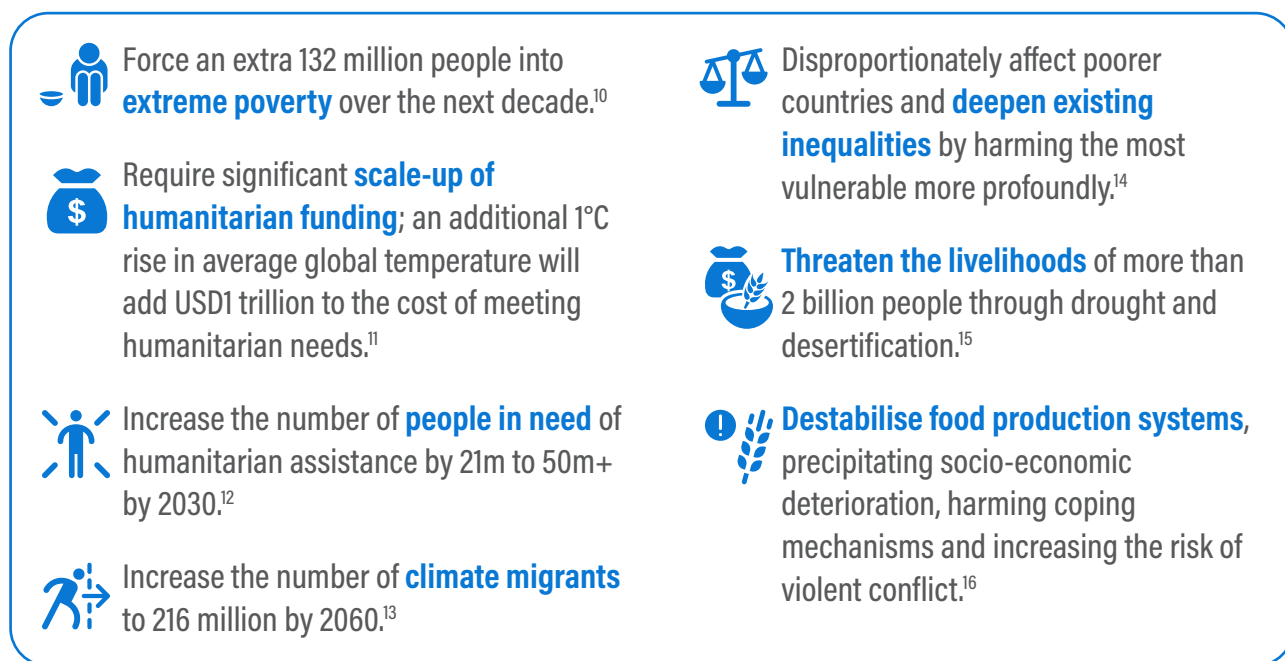 Force an extra 132 million people into
extreme poverty over the next decade.10
Require significant scale-up of
$
humanitarian funding; an additional 1°C
rise in average global temperature will
add USD1 trillion to the cost of meeting
humanitarian needs.11
Increase the number of people in need of
humanitarian assistance by 21m to 50m+
by 2030.12
Increase the number of climate migrants
to 216 million by 2060.13
Disproportionately affect poorer
countries and deepen existing
inequalities by harming the most
vulnerable more profoundly.14
$
Threaten the livelihoods of more than
2 billion people through drought and
desertification.15
!
Destabilise food production systems,
precipitating socio-economic
deterioration, harming coping
mechanisms and increasing the risk of
violent conflict.16